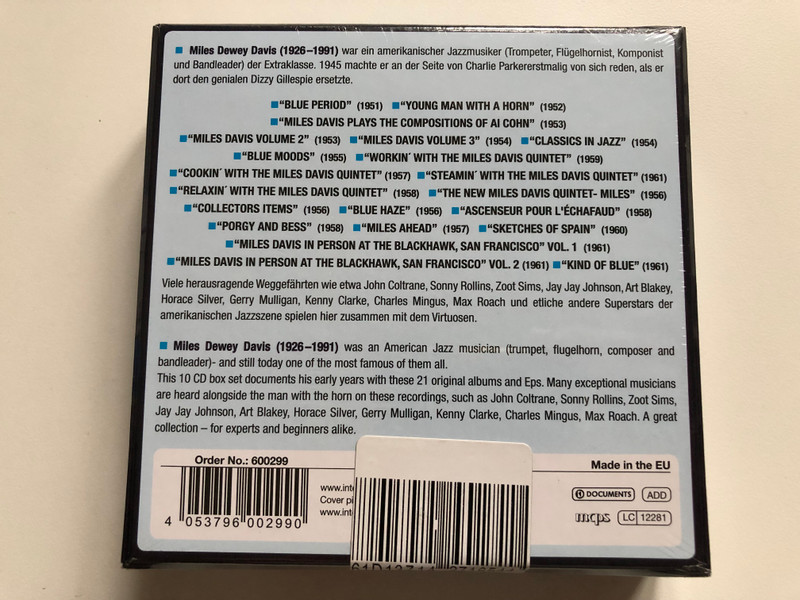 ■ Miles Dewey Davis (1926–1991) war ein amerikanischer Jazzmusiker (Trompeter, Flügelhornist, Komponist
und Bandleader) der Extraklasse. 1945 machte er an der Seite von Charlie Parkererstmalig von sich reden, als er
dort den genialen Dizzy Gillespie ersetzte.
■“BLUE PERIOD” (1951) ■“YOUNG MAN WITH A HORN” (1952)
■“MILES DAVIS PLAYS THE COMPOSITIONS OF Al COHN” (1953)
■“MILES DAVIS VOLUME 2” (1953) ■“MILES DAVIS VOLUME 3” (1954) ■“CLASSICS IN JAZZ” (1954)
■“BLUE MOODS” (1955) ■“WORKIN´ WITH THE MILES DAVIS QUINTET” (1959)
■“COOKIN´ WITH THE MILES DAVIS QUINTET” (1957) ■“STEAMIN´ WITH THE MILES DAVIS QUINTET” (1961)
■“RELAXIN´ WITH THE MILES DAVIS QUINTET” (1958) ■“THE NEW MILES DAVIS QUINTET- MILES” (1956)
■“COLLECTORS ITEMS” (1956) ■“BLUE HAZE” (1956) ■“ASCENSEUR POUR L'ÉCHAFAUD” (1958)
■“PORGY AND BESS” (1958) ■“MILES AHEAD” (1957) ■“SKETCHES OF SPAIN” (1960)
■“MILES DAVIS IN PERSON AT THE BLACKHAWK, SAN FRANCISCO” VOL. 1 (1961)
■“MILES DAVIS IN PERSON AT THE BLACKHAWK, SAN FRANCISCO” VOL. 2 (1961) ■“KIND OF BLUE” (1961)
Viele herausragende Weggefährten wie etwa John Coltrane, Sonny Rollins, Zoot Sims, Jay Jay Johnson, Art Blakey,
Horace Silver, Gerry Mulligan, Kenny Clarke, Charles Mingus, Max Roach und etliche andere Superstars der
amerikanischen Jazzszene spielen hier zusammen mit dem Virtuosen.
■ Miles Dewey Davis (1926–1991) was an American Jazz musician (trumpet, flugelhorn, composer and
bandleader)- and still today one of the most famous of them all.
This 10 CD box set documents his early years with these 21 original albums and Eps. Many exceptional musicians
are heard alongside the man with the horn on these recordings, such as John Coltrane, Sonny Rollins, Zoot Sims,
Jay Jay Johnson, Art Blakey, Horace Silver, Gerry Mulligan, Kenny Clarke, Charles Mingus, Max Roach. A great
collection – for experts and beginners alike.
Order No.: 600299
4 053796 002990
Cover
Made in the EU
DOCUMENTS ADD
mcps LC 12281